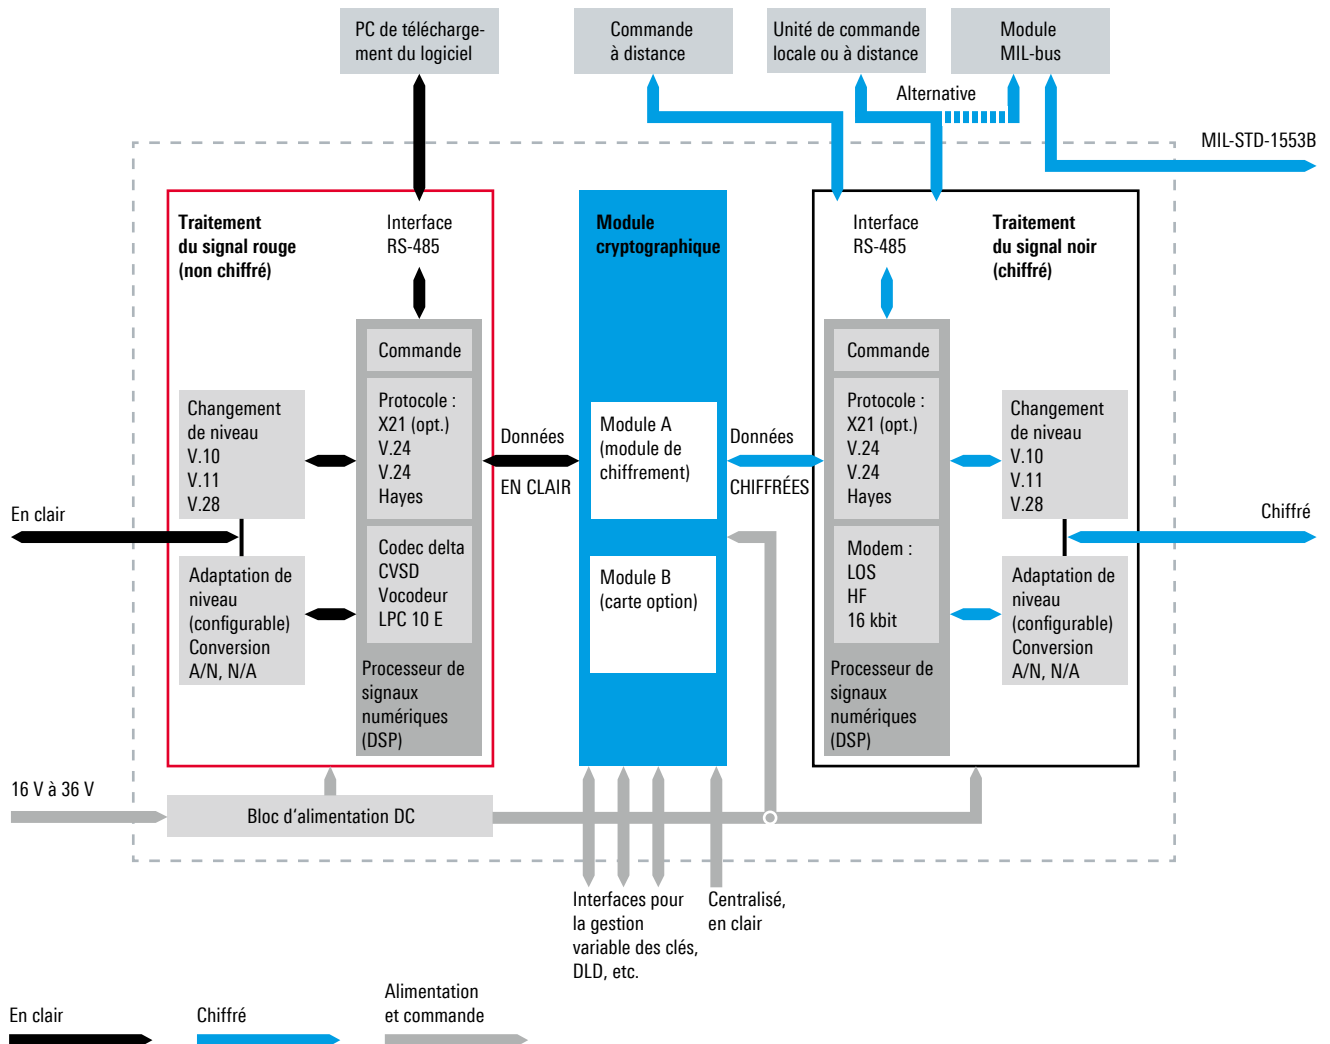 PC de télécharge-
ment du logiciel
Commande
à distance
Unité de commande
locale ou à distance
Module
MIL-bus
Alternative
MIL-STD-1553B
Traitement
du signal rouge
(non chiffré)
Interface
RS-485
Module
cryptographique
Interface
RS-485
Traitement
du signal noir
(chiffré)
Commande
Protocole :
X21 (opt.)
V.24
V.24
Hayes
Codec delta
CVSD
Vocodeur
LPC 10 E
Processeur de
signaux
numériques
(DSP)
Changement
de niveau
V.10
V.11
V.28
Adaptation de
niveau
(configurable)
Conversion
A/N, N/A
En clair
Données
EN CLAIR
Module A
(module de
chiffrement)
Module B
(carte option)
Données
CHIFFRÉES
Commande
Protocole :
X21 (opt.)
V.24
V.24
Hayes
Modem :
LOS
HF
16 kbit
Processeur de
signaux
numériques
(DSP)
Changement
de niveau
V.10
V.11
V.28
Adaptation de
niveau
(configurable)
Conversion
A/N, N/A
Chiffré
16 V à 36 V
Bloc d’alimentation DC
Interfaces pour
la gestion
variable des clés,
DLD, etc.
Centralisé,
en clair
En clair
Chiffré
Alimentation
et commande